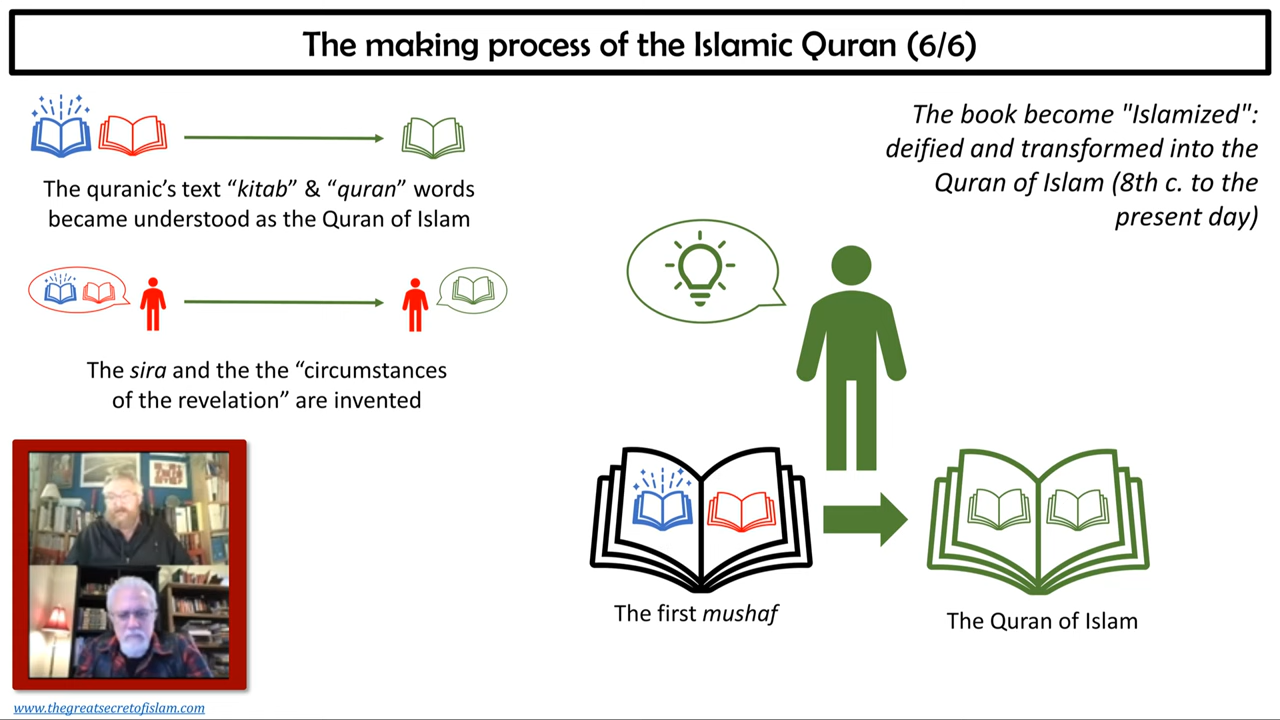 The making process of the Islamic Quran (6/6)
The book become "Islamized":
deified and transformed into the
Quran of Islam (8th c. to the
present day)
The quranic’s text “kitab” & “quran” words
became understood as the Quran of Islam
The sira and the the “circumstances
of the revelation” are invented
The first mushaf
The Quran of Islam
www.thegreatsecretofislam.com